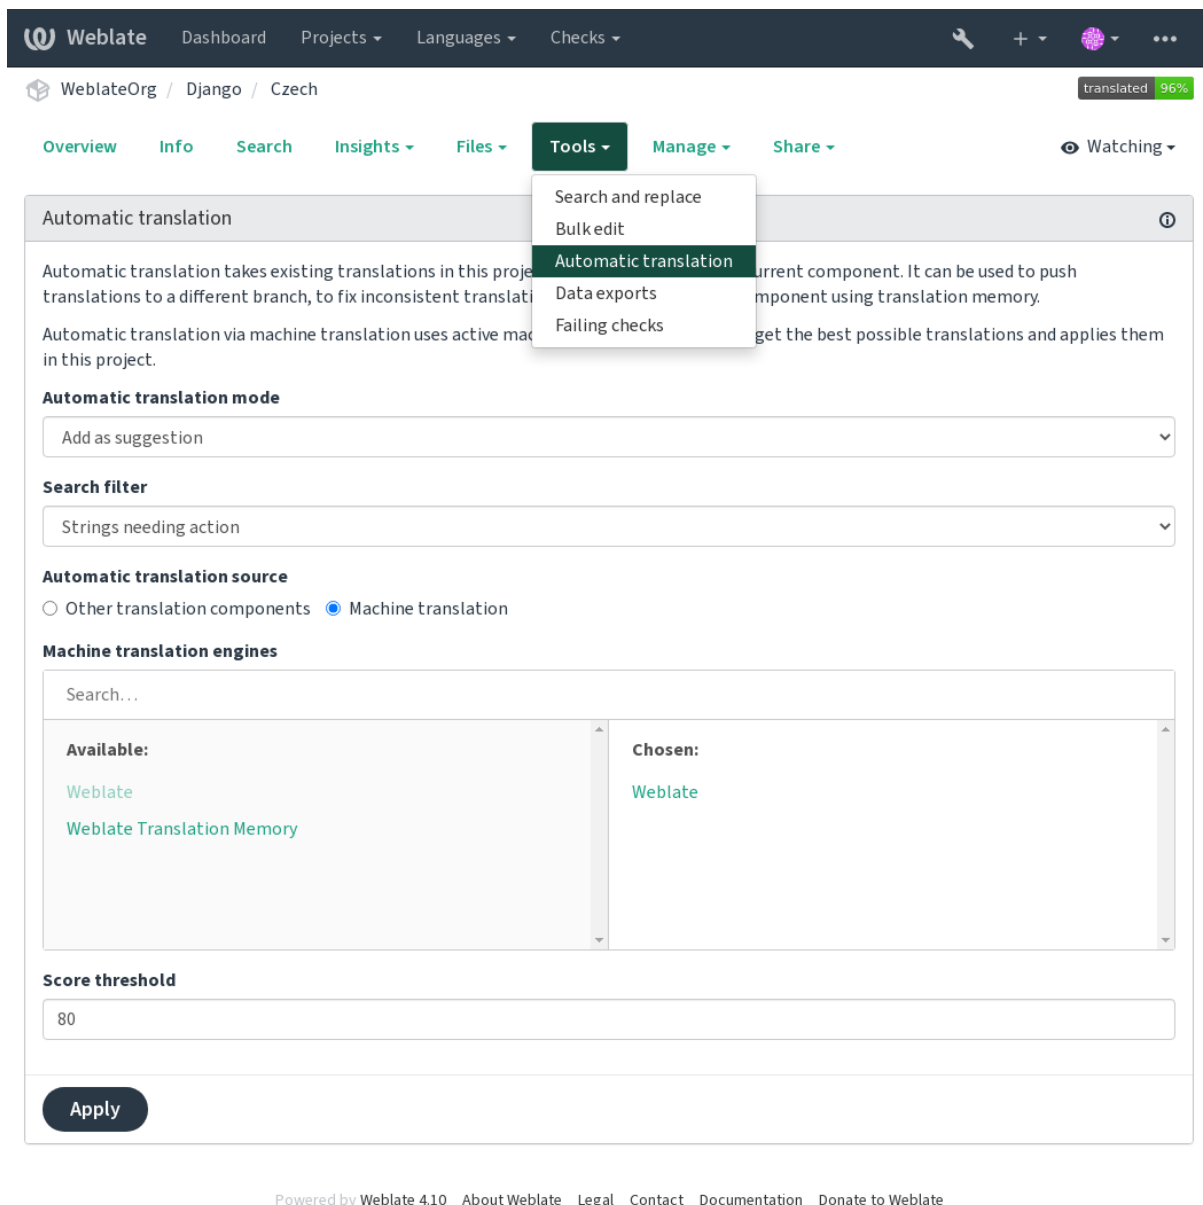 Weblate Dashboard Projects Languages Checks
WeblateOrg / Django / Czech translated 96%
Overview Info Search Insights Files Tools Manage Share Watching
Search and replace
Bulk edit
Automatic translation
Data exports
Failing checks
Automatic translation
Automatic translation takes existing translations in this urrent component. It can be used to push
translations to a different branch, to fix inconsistent mponent using translation memory.
Automatic translation via machine translation uses active get the best possible translations and applies them
in this project.
Automatic translation mode
Add as suggestion
Search filter
Strings needing action
Automatic translation source
Other translation components Machine translation
Machine translation engines
Search...
Available: Chosen:
Weblate Weblate
Weblate Translation Memory
Score threshold
80
Apply
Powered by Weblate 4.10 About Weblate Legal Contact Documentation Donate to Weblate